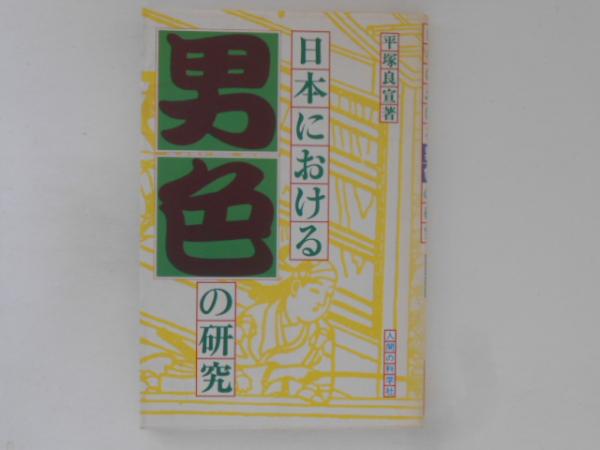 平塚良宣著
日本における
男色
の研究
人間の科学社